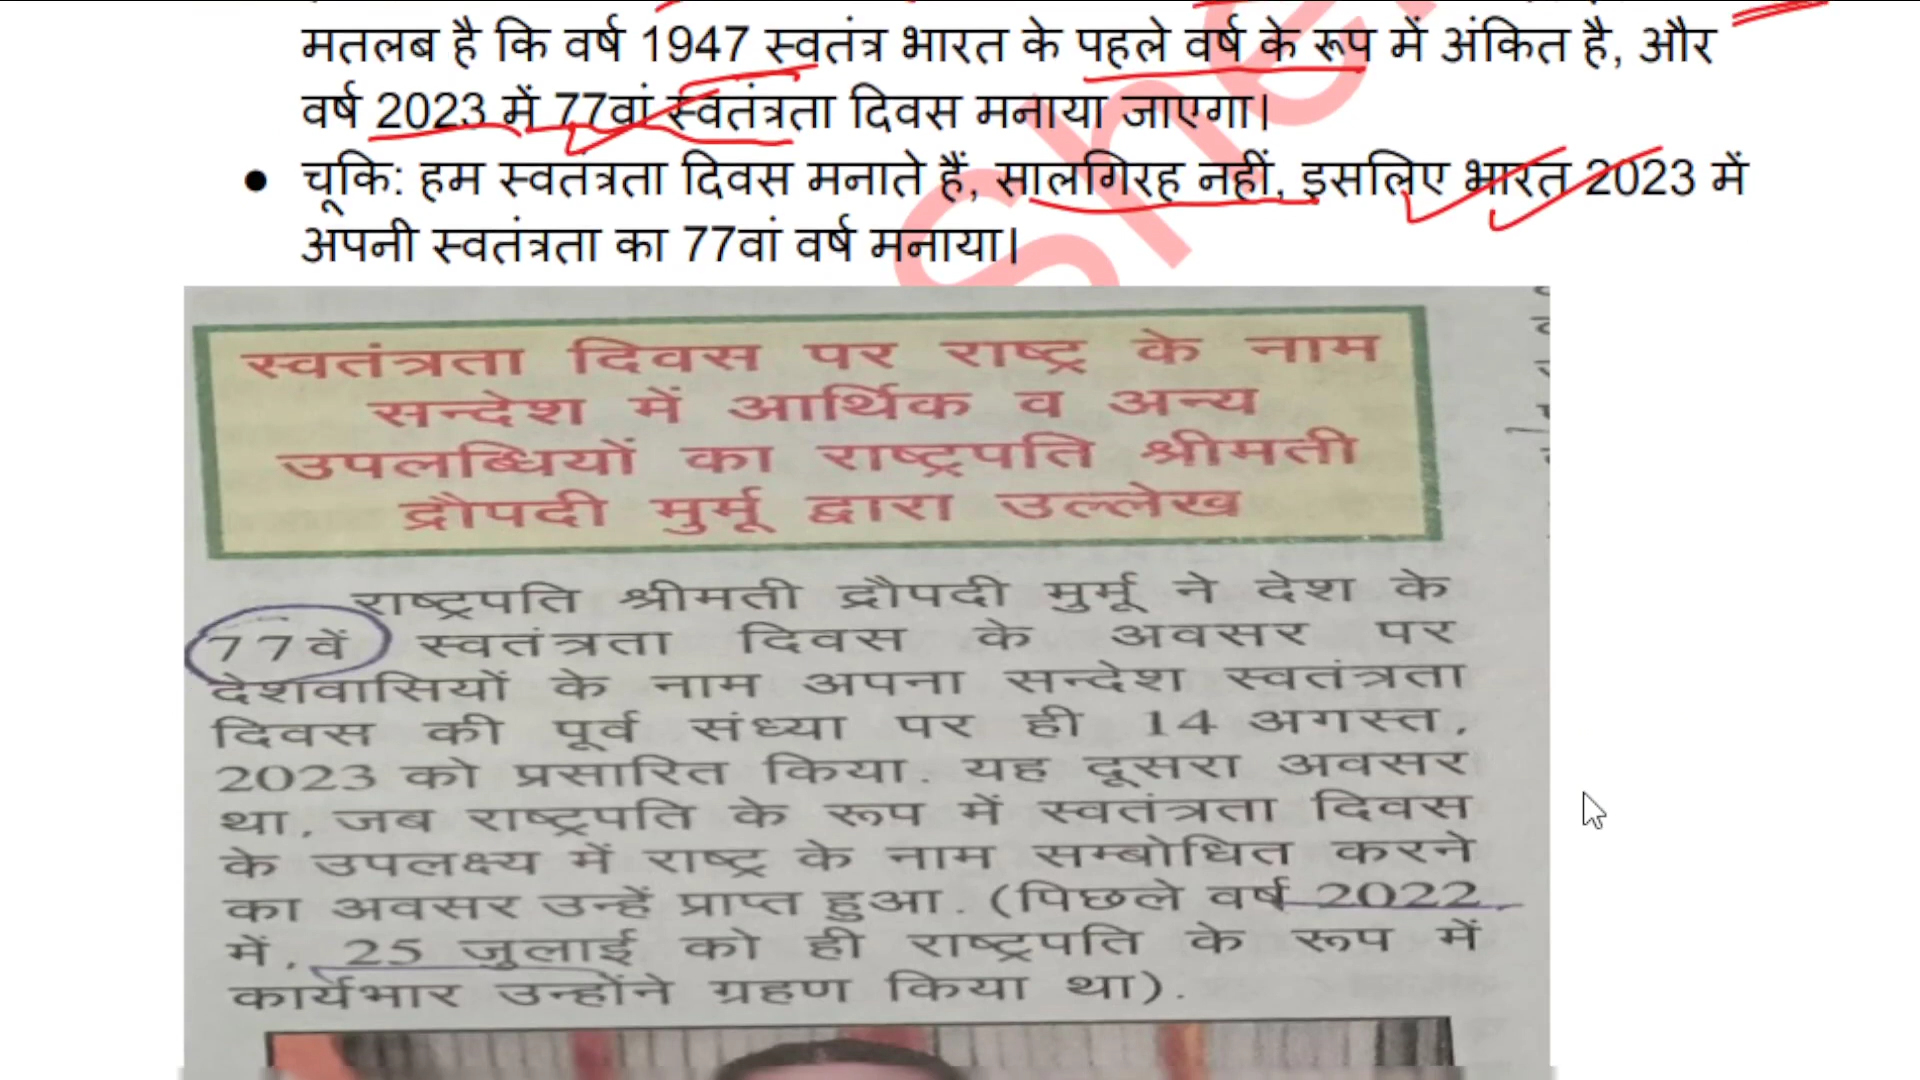 मतलब है कि वर्ष 1947 स्वतंत्र भारत के पहले वर्ष के रूप में अंकित है, और
वर्ष 2023 में 77वां स्वतंत्रता दिवस मनाया जाएगा।
● चूकि: हम स्वतंत्रता दिवस मनाते हैं, सालगिरह नहीं, इसलिए भारत 2023 में
अपनी स्वतंत्रता का 77वां वर्ष मनाया।
स्वतंत्रता दिवस पर राष्ट्र के नाम
सन्देश में आर्थिक व अन्य
उपलब्धियों का राष्ट्रपति श्रीमती
द्रौपदी मुर्मू द्वारा उल्लेख
राष्ट्रपति श्रीमती द्रौपदी मुर्मू ने देश के
77वें स्वतंत्रता दिवस के अवसर पर
देशवासियों के नाम अपना सन्देश स्वतंत्रता
दिवस की पूर्व संध्या पर ही 14 अगस्त,
2023 को प्रसारित किया. यह दूसरा अवसर
था, जब राष्ट्रपति के रूप में स्वतंत्रता दिवस
के उपलक्ष्य में राष्ट्र के नाम सम्बोधित करने
का अवसर उन्हें प्राप्त हुआ. (पिछले वर्ष 2022
में, 25 जुलाई को ही राष्ट्रपति के रूप में
कार्यभार उन्होंने ग्रहण किया था).